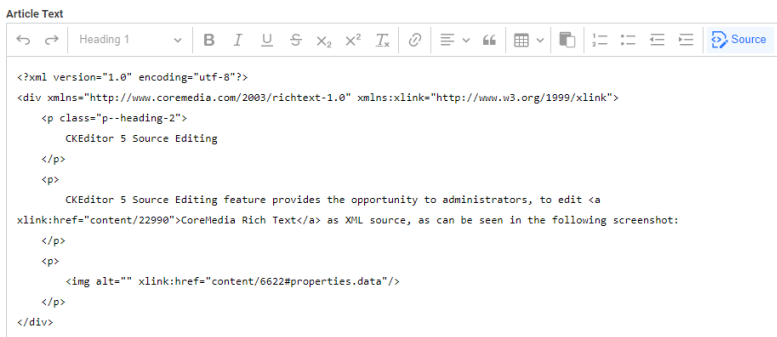 Article Text
Heading 1 B I U S X₂ X² Tx Source
<?xml version="1.0" encoding="utf-8"?>
<div xmlns="http://www.coremedia.com/2003/richtext-1.0" xmlns:xlink="http://www.w3.org/1999/xlink">
    <p class="p--heading-2">
        CKEditor 5 Source Editing
    </p>
    <p>
        CKEditor 5 Source Editing feature provides the opportunity to administrators, to edit <a
xlink:href="content/22990">CoreMedia Rich Text</a> as XML source, as can be seen in the following screenshot:
    </p>
    <p>
        <img alt="" xlink:href="content/6622#properties.data"/>
    </p>
</div>